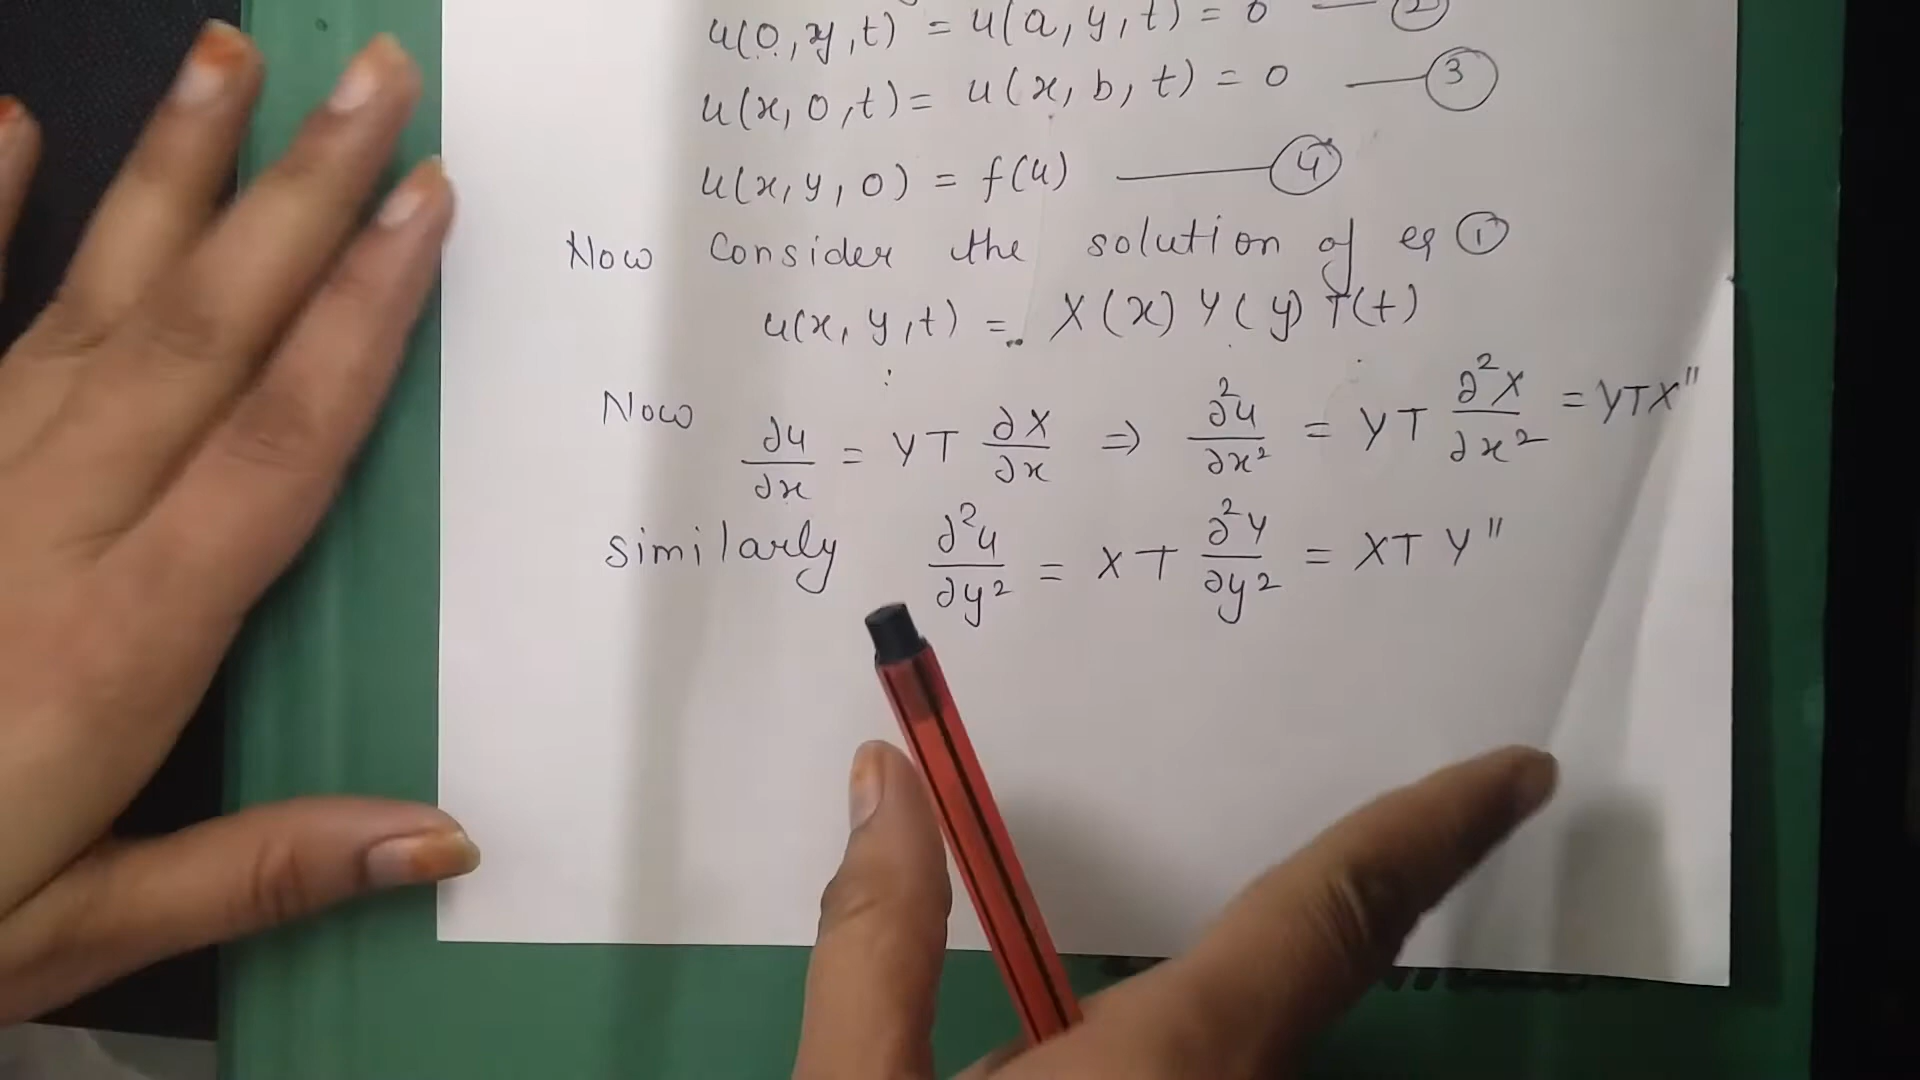 u(0,y,t) = u(a,y,t) = 0 — ②
u(x,0,t) = u(x,b,t) = 0 — ③
u(x,y,0) = f(u) — ④
Now Consider the solution of eq ①
u(x,y,t) = X(x) Y(y) T(t)
Now ∂u/∂x = YT ∂X/∂x ⇒ ∂²u/∂x² = YT ∂²X/∂x² = YTX"
similarly ∂²u/∂y² = XT ∂²Y/∂y² = XT Y"